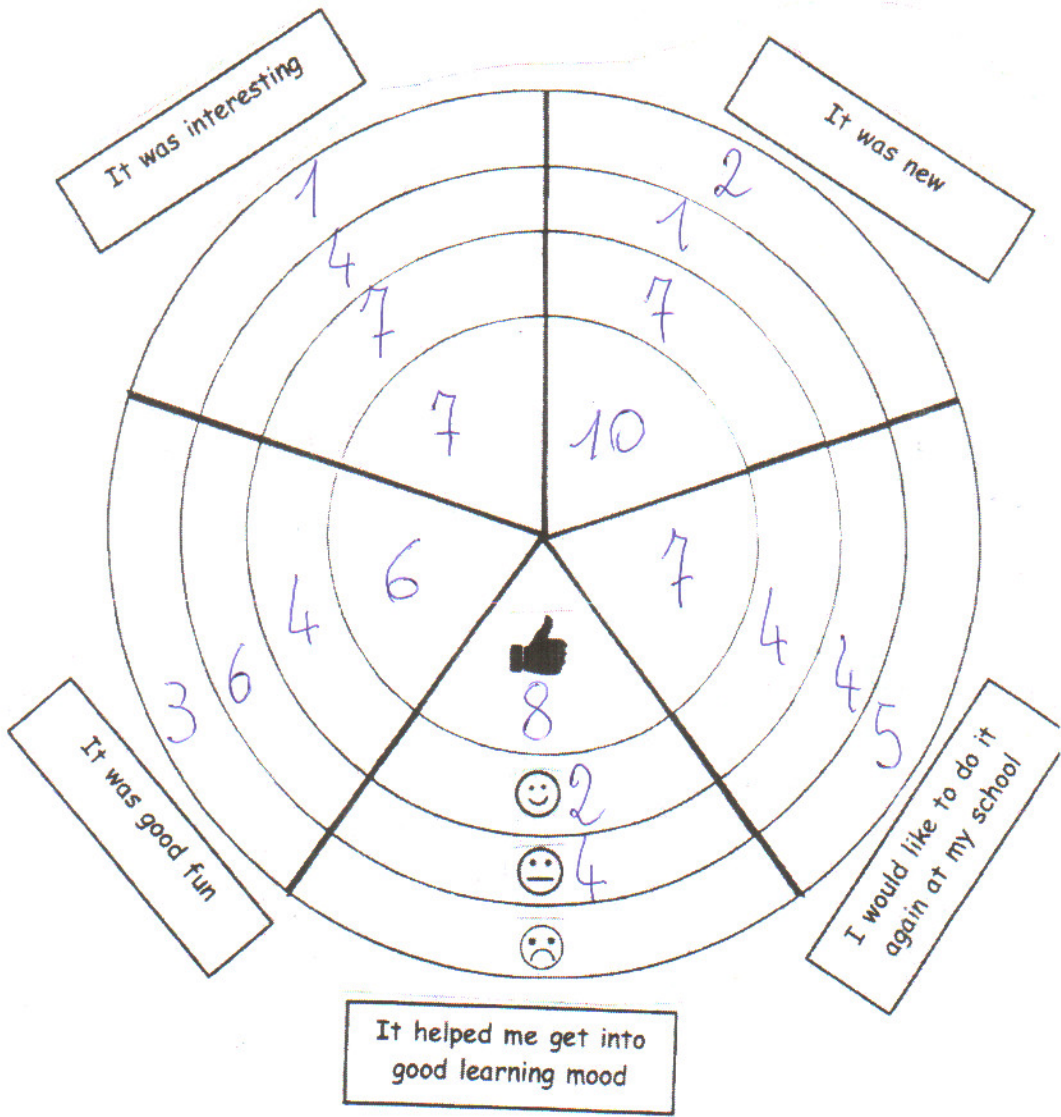 It was interesting
It was new
1
2
4
1
7
7
7
10
6
7
4
4
6
4
3
5
8
2
4
It was good fun
I would like to do it
again at my school
It helped me get into
good learning mood